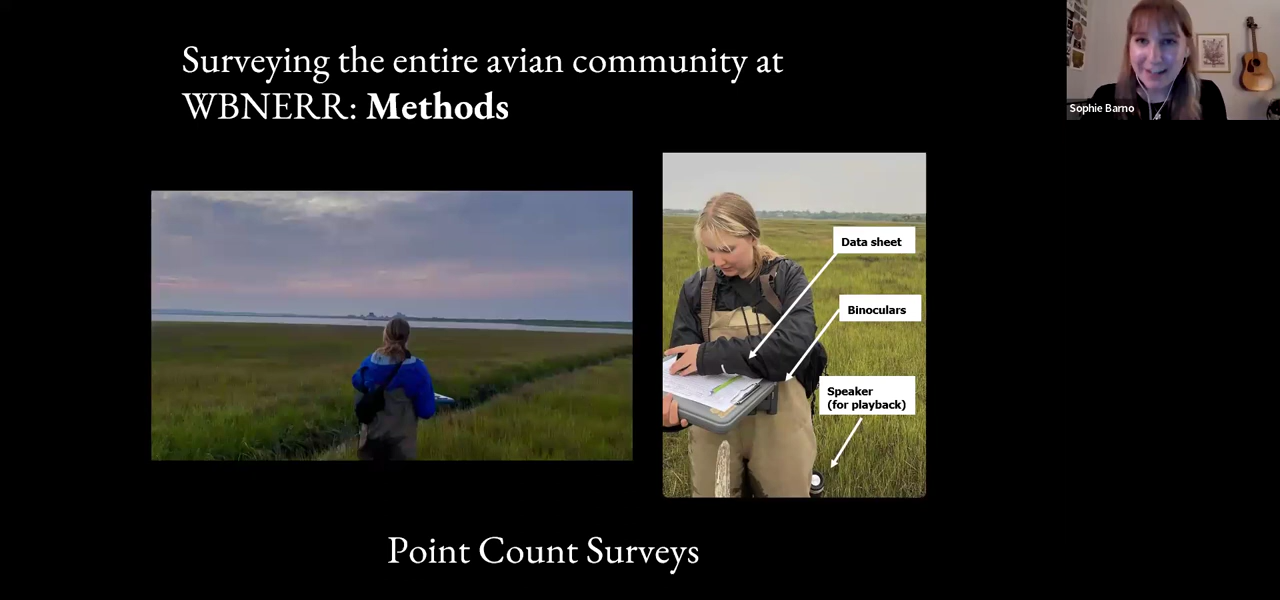 Surveying the entire avian community at
WBNERR: Methods
Sophie Barno
Data sheet
Binoculars
Speaker
(for playback)
Point Count Surveys